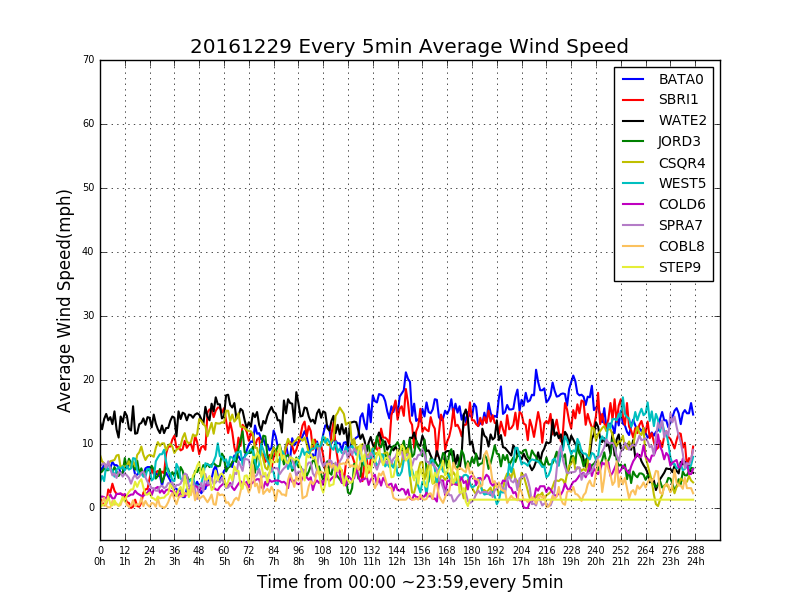 20161229 Every 5min Average Wind Speed
Average Wind Speed(mph)
70
60
50
40
30
20
10
0
BATA0
SBRI1
WATE2
JORD3
CSQR4
WEST5
COLD6
SPRA7
COBL8
STEP9
0 12 24 36 48 60 72 84 96 108 120 132 144 156 168 180 192 204 216 228 240 252 264 276 288
0h 1h 2h 3h 4h 5h 6h 7h 8h 9h 10h 11h 12h 13h 14h 15h 16h 17h 18h 19h 20h 21h 22h 23h 24h
Time from 00:00 ~23:59,every 5min